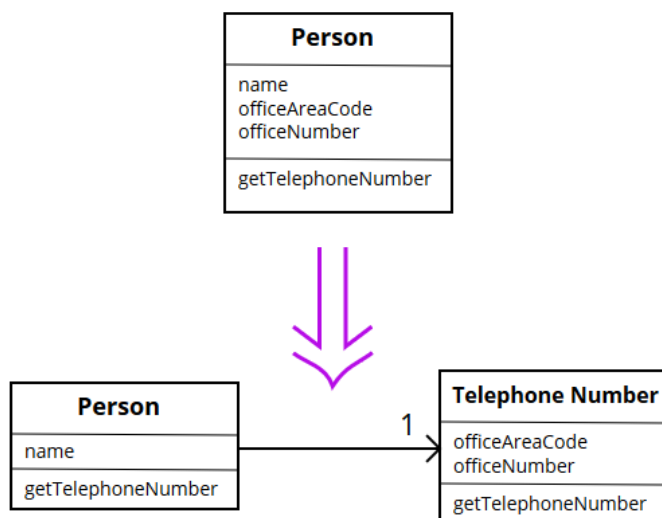 Person
name
officeAreaCode
officeNumber
getTelephoneNumber
Person
name
getTelephoneNumber
1
Telephone Number
officeAreaCode
officeNumber
getTelephoneNumber